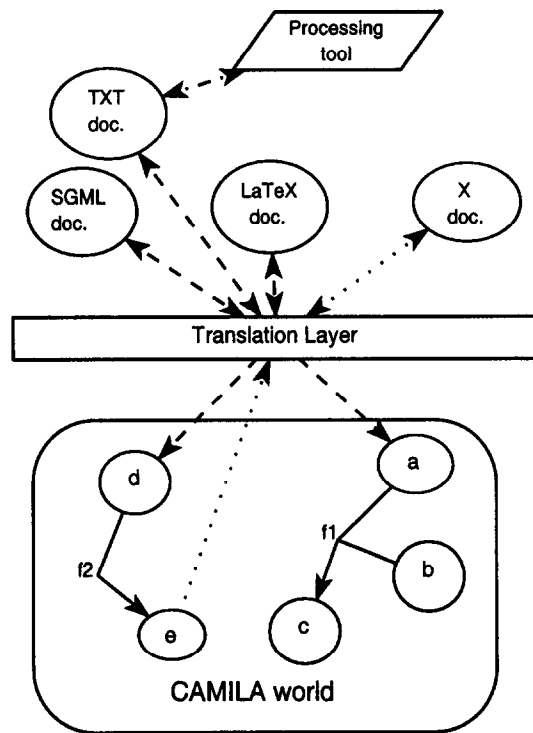 Processing
tool
TXT
doc.
SGML
doc.
LaTeX
doc.
X
doc.
Translation Layer
d
a
f1
f2
b
e
c
CAMILA world